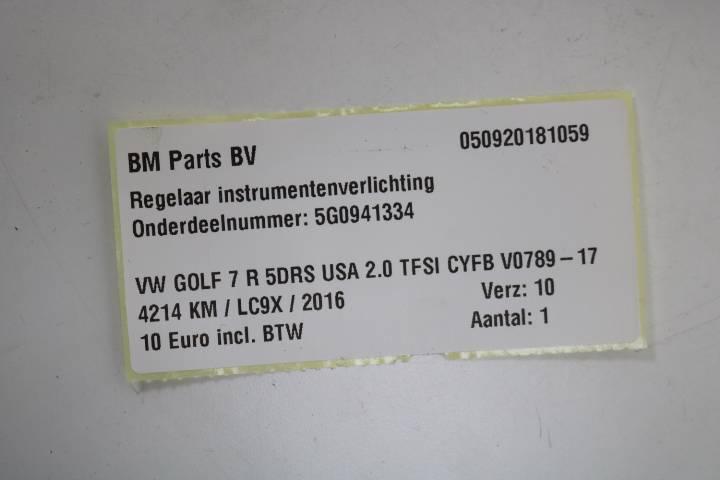 BM Parts BV 050920181059
Regelaar instrumentenverlichting
Onderdeelnummer: 5G0941334
VW GOLF 7 R 5DRS USA 2.0 TFSI CYFB V0789-17
4214 KM / LC9X / 2016 Verz: 10
10 Euro incl. BTW Aantal: 1